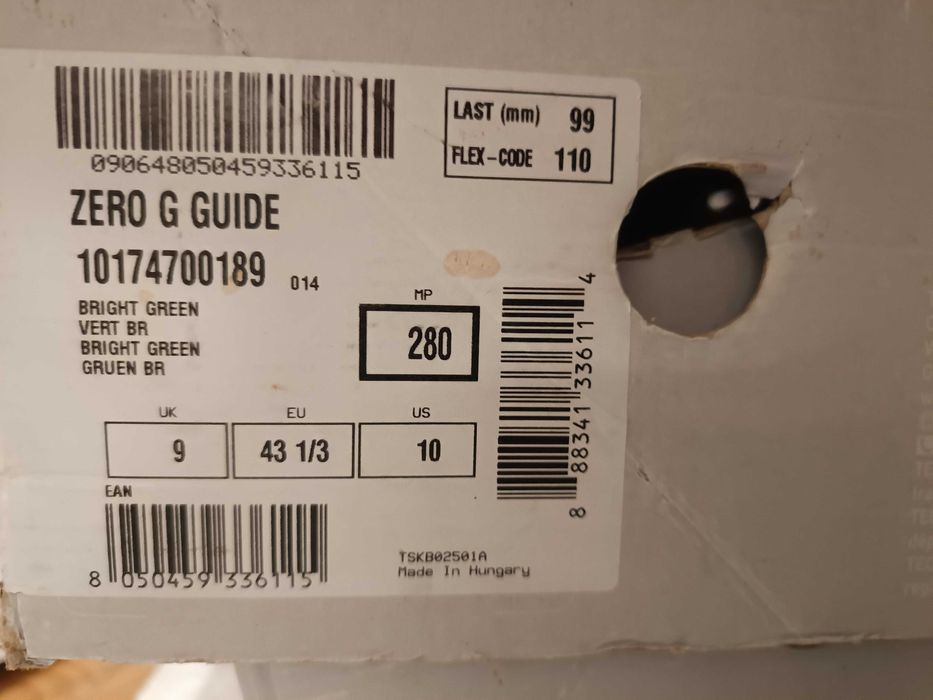 LAST (mm) 99
FLEX-CODE 110
090648050459336115
ZERO G GUIDE
10174700189 014
BRIGHT GREEN
VERT BR
BRIGHT GREEN
GRUEN BR
MP
280
UK EU US
9 43 1/3 10
EAN
8 050459 336115
8 88341 33611 4
TSKB02501A
Made In Hungary